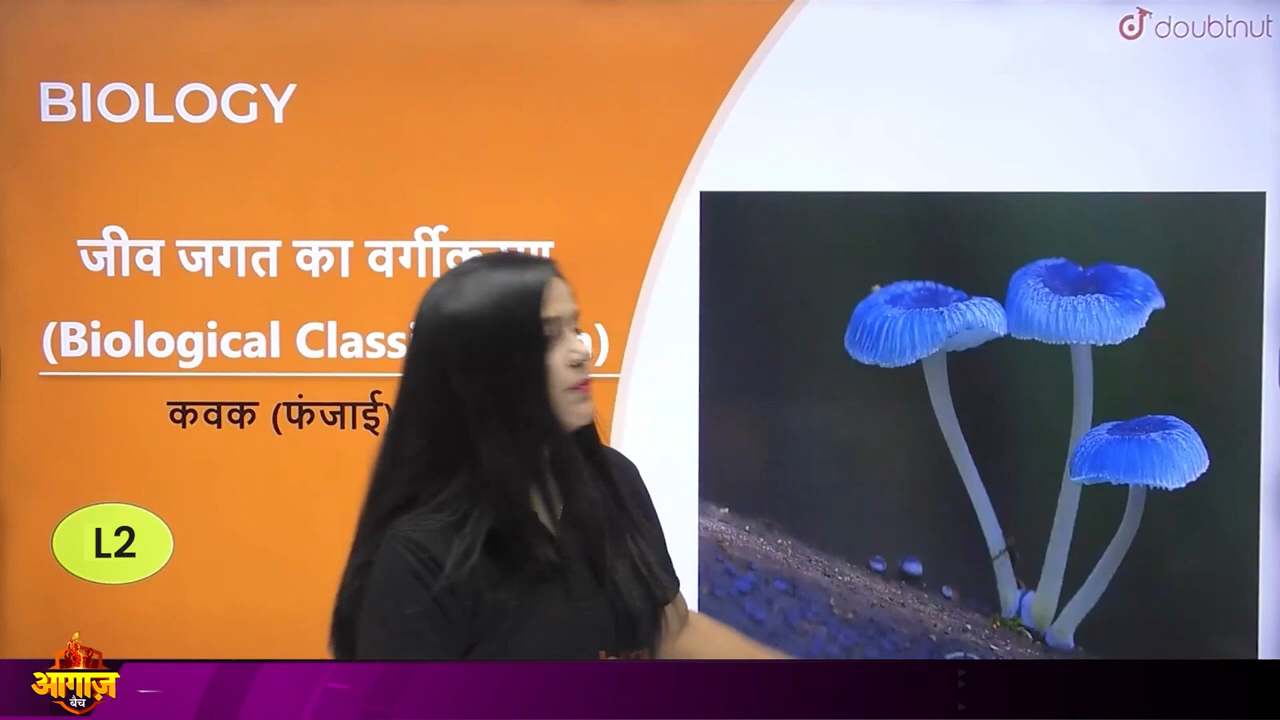 doubtnut
BIOLOGY
जीव जगत का
(Biological
कवक (फंजाई)
L2
आगाज़
बैच